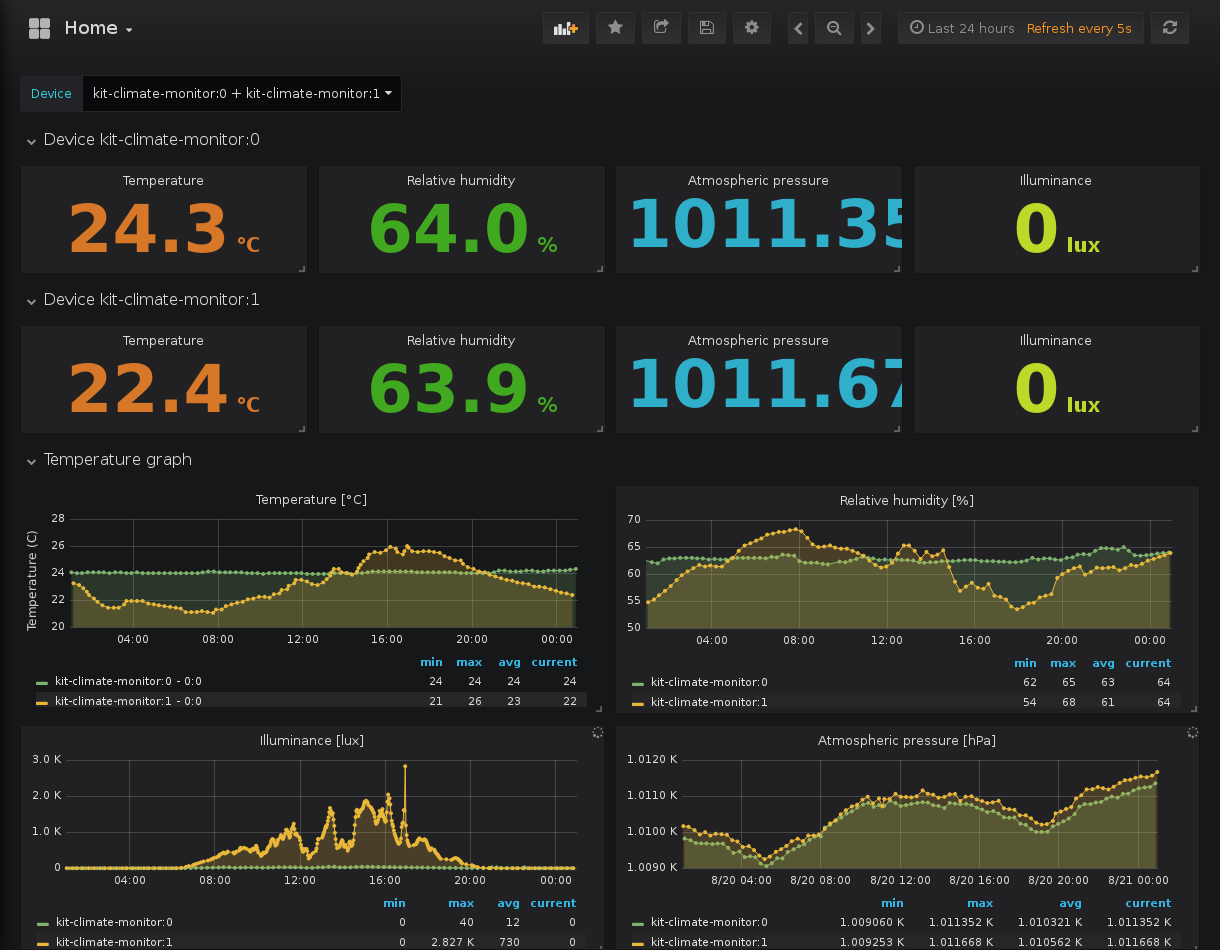 Home
Last 24 hours Refresh every 5s
Device kit-climate-monitor:0 + kit-climate-monitor:1
Device kit-climate-monitor:0
Temperature Relative humidity Atmospheric pressure Illuminance
24.3 °C 64.0 % 1011.35 0 lux
Device kit-climate-monitor:1
Temperature Relative humidity Atmospheric pressure Illuminance
22.4 °C 63.9 % 1011.67 0 lux
Temperature graph
Temperature [°C]
Temperature (C)
28
26
24
22
20
04:00 08:00 12:00 16:00 20:00 00:00
min max avg current
kit-climate-monitor:0 - 0:0 24 24 24 24
kit-climate-monitor:1 - 0:0 21 26 23 22
Relative humidity [%]
70
65
60
55
50
04:00 08:00 12:00 16:00 20:00 00:00
min max avg current
kit-climate-monitor:0 62 65 63 64
kit-climate-monitor:1 54 68 61 64
Illuminance [lux]
3.0 K
2.0 K
1.0 K
0
04:00 08:00 12:00 16:00 20:00 00:00
min max avg current
kit-climate-monitor:0 0 40 12 0
kit-climate-monitor:1 0 2.827 K 730 0
Atmospheric pressure [hPa]
1.0120 K
1.0110 K
1.0100 K
1.0090 K
8/20 04:00 8/20 08:00 8/20 12:00 8/20 16:00 8/20 20:00 8/21 00:00
min max avg current
kit-climate-monitor:0 1.009060 K 1.011352 K 1.010321 K 1.011352 K
kit-climate-monitor:1 1.009253 K 1.011668 K 1.010562 K 1.011668 K